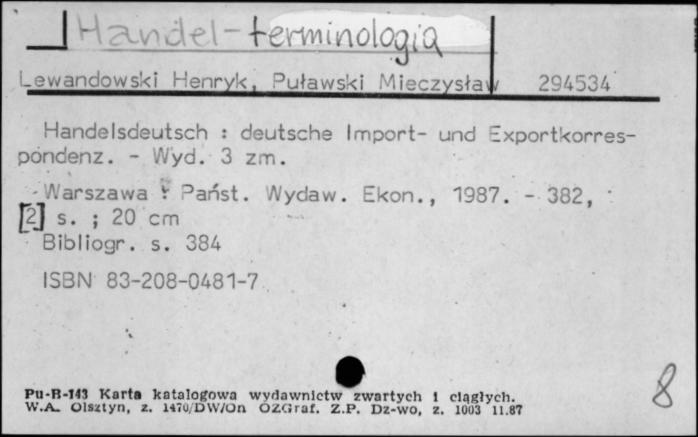 Handel-terminologia
Lewandowski Henryk, Puławski Mieczysław 294534
Handelsdeutsch : deutsche Import- und Exportkorres-
pondenz. - Wyd. 3 zm.
Warszawa : Państ. Wydaw. Ekon., 1987. - 382,
[2] s. ; 20 cm
Bibliogr. s. 384
ISBN 83-208-0481-7
Pu-B-143 Karta katalogowa wydawnictw zwartych i ciągłych.
W.A. Olsztyn, z. 1470/DW/On OZGraf. Z.P. Dz-wo, z. 1003 11.87
8